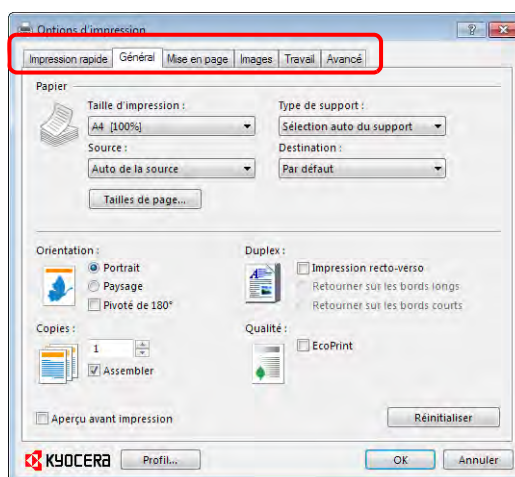 Options d'impression
Impression rapide Général Mise en page Images Travail Avancé
Papier
Taille d'impression : Type de support :
A4 [100%] Sélection auto du support
Source : Destination :
Auto de la source Par défaut
Tailles de page...
Orientation : Duplex :
Portrait Impression recto-verso
Paysage Retourner sur les bords longs
Pivoté de 180° Retourner sur les bords courts
Copies : Qualité :
1 EcoPrint
Assembler
Aperçu avant impression Réinitialiser
KYOCERA Profil... OK Annuler